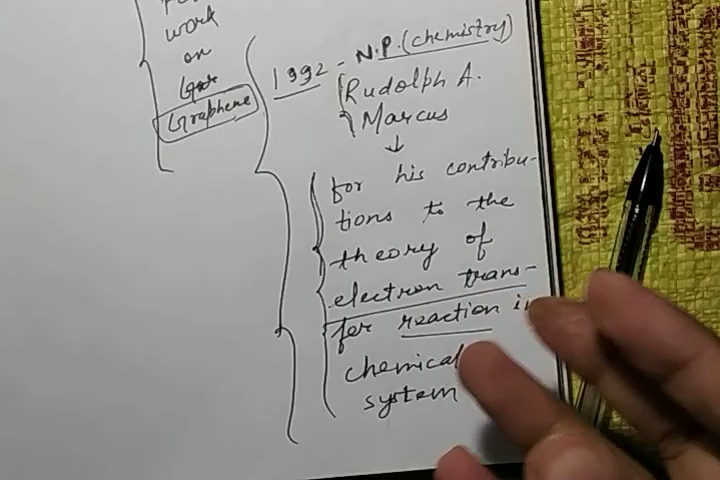 work
on
Graphene
1992 - N.P. (chemistry)
Rudolph A.
Marcus
↓
for his contribu-
tions to the
theory of
electron trans-
fer reaction in
chemical
system